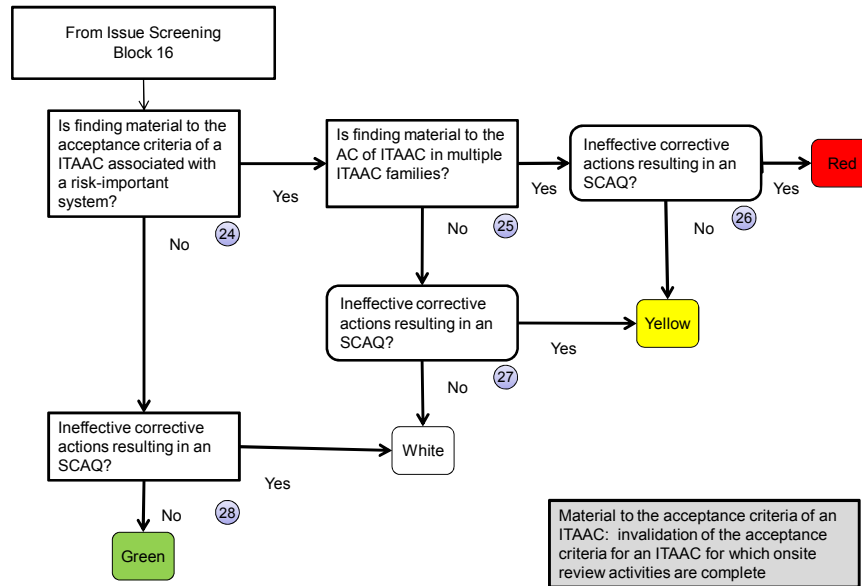 From Issue Screening
Block 16
Is finding material to the
acceptance criteria of a
ITAAC associated with
a risk-important
system?
Yes
No
24
Is finding material to the
AC of ITAAC in multiple
ITAAC families?
Yes
No
25
Ineffective corrective
actions resulting in an
SCAQ?
Yes
No
26
Red
Ineffective corrective
actions resulting in an
SCAQ?
Yes
No
27
Yellow
Ineffective corrective
actions resulting in an
SCAQ?
Yes
No
28
White
Green
Material to the acceptance criteria of an
ITAAC: invalidation of the acceptance
criteria for an ITAAC for which onsite
review activities are complete